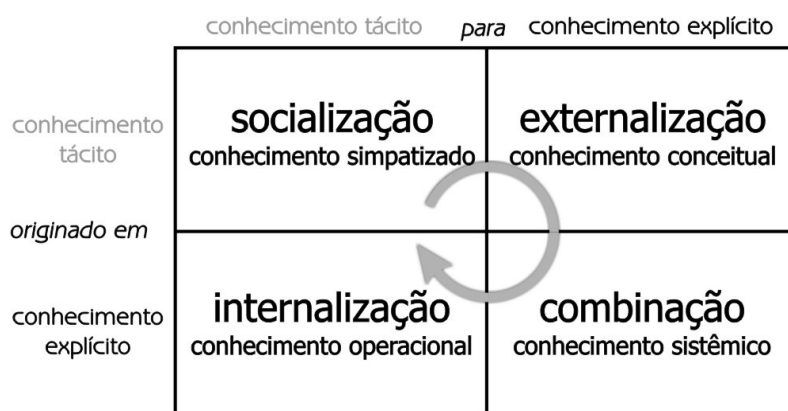 conhecimento tácito para conhecimento explícito
conhecimento
tácito
socialização
conhecimento simpatizado
externalização
conhecimento conceitual
originado em
conhecimento
explícito
internalização
conhecimento operacional
combinação
conhecimento sistêmico